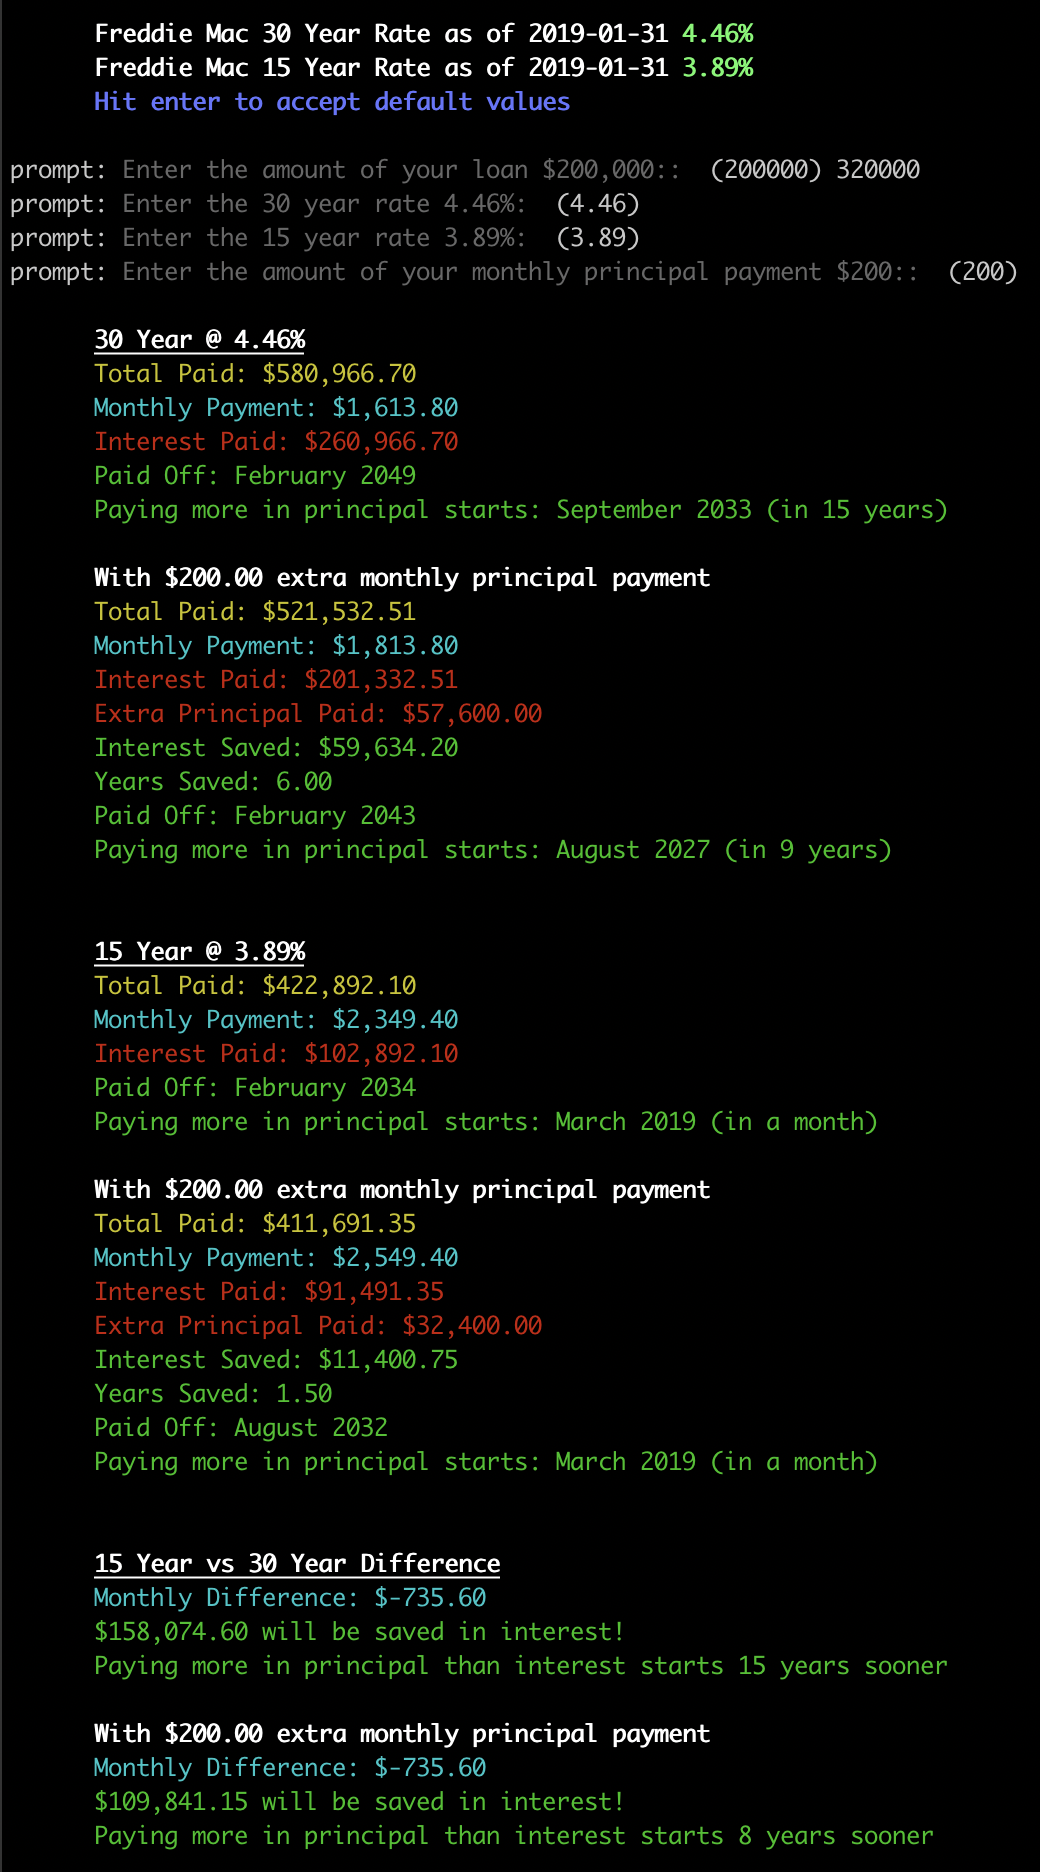 Freddie Mac 30 Year Rate as of 2019-01-31 4.46%
Freddie Mac 15 Year Rate as of 2019-01-31 3.89%
Hit enter to accept default values
prompt: Enter the amount of your loan $200,000::  (200000) 320000
prompt: Enter the 30 year rate 4.46%:  (4.46)
prompt: Enter the 15 year rate 3.89%:  (3.89)
prompt: Enter the amount of your monthly principal payment $200::  (200)
30 Year @ 4.46%
Total Paid: $580,966.70
Monthly Payment: $1,613.80
Interest Paid: $260,966.70
Paid Off: February 2049
Paying more in principal starts: September 2033 (in 15 years)
With $200.00 extra monthly principal payment
Total Paid: $521,532.51
Monthly Payment: $1,813.80
Interest Paid: $201,332.51
Extra Principal Paid: $57,600.00
Interest Saved: $59,634.20
Years Saved: 6.00
Paid Off: February 2043
Paying more in principal starts: August 2027 (in 9 years)
15 Year @ 3.89%
Total Paid: $422,892.10
Monthly Payment: $2,349.40
Interest Paid: $102,892.10
Paid Off: February 2034
Paying more in principal starts: March 2019 (in a month)
With $200.00 extra monthly principal payment
Total Paid: $411,691.35
Monthly Payment: $2,549.40
Interest Paid: $91,491.35
Extra Principal Paid: $32,400.00
Interest Saved: $11,400.75
Years Saved: 1.50
Paid Off: August 2032
Paying more in principal starts: March 2019 (in a month)
15 Year vs 30 Year Difference
Monthly Difference: $-735.60
$158,074.60 will be saved in interest!
Paying more in principal than interest starts 15 years sooner
With $200.00 extra monthly principal payment
Monthly Difference: $-735.60
$109,841.15 will be saved in interest!
Paying more in principal than interest starts 8 years sooner